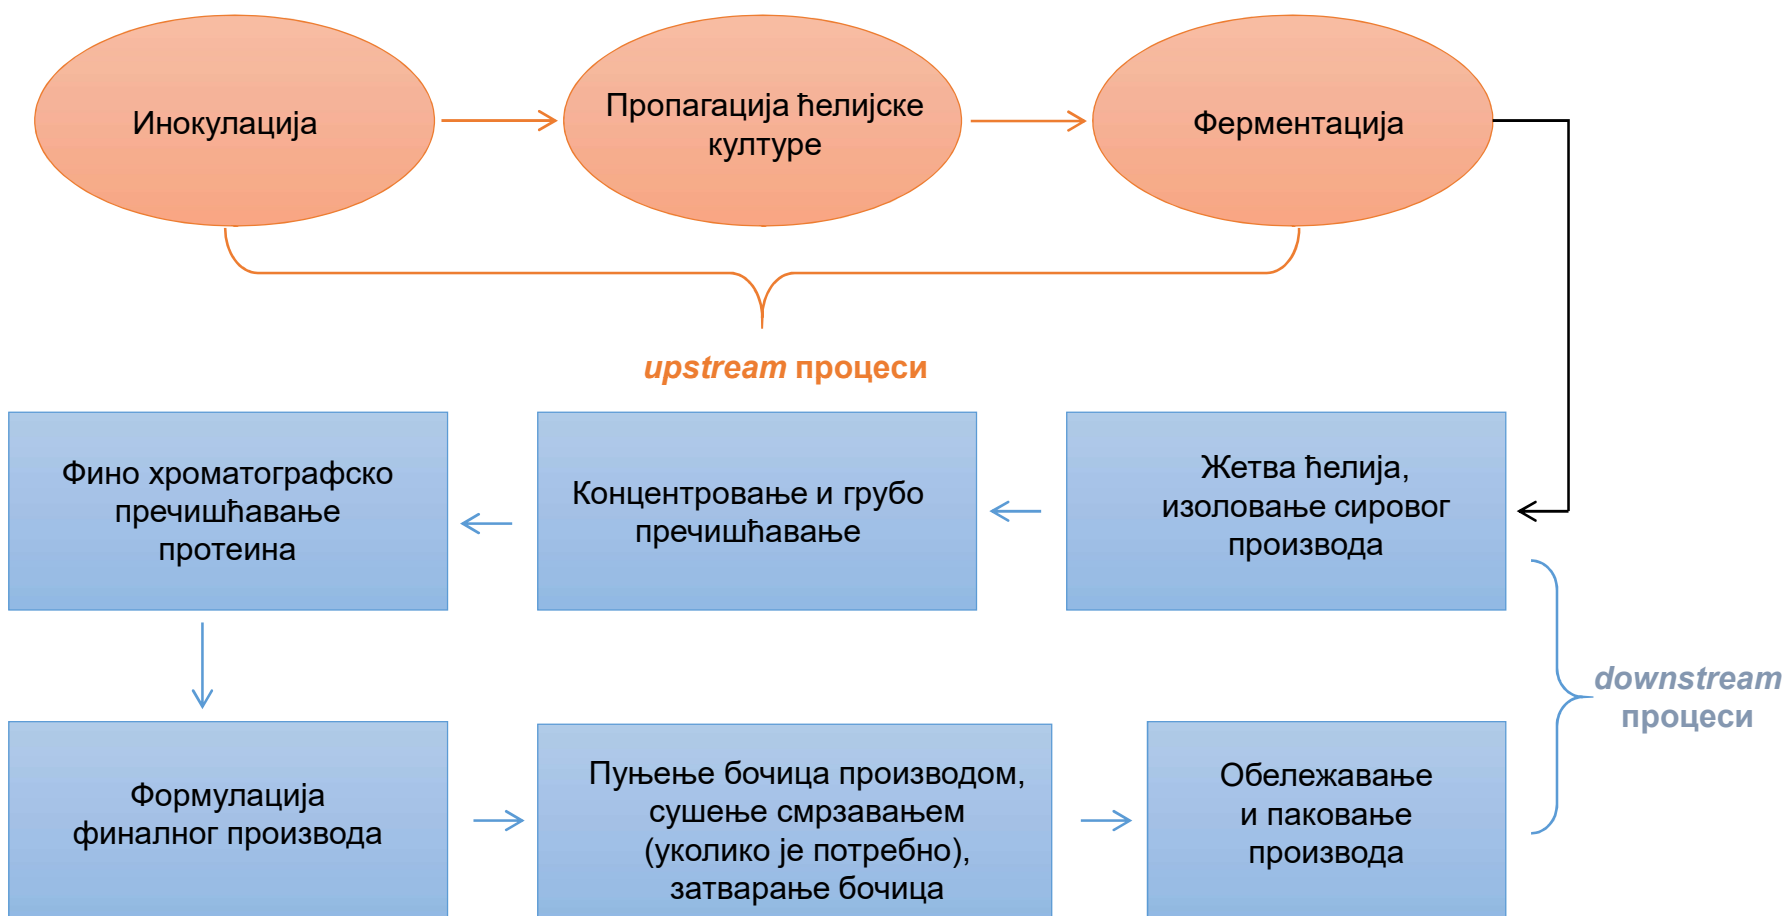 Инокулација
Пропагација ћелијске
културе
Ферментација
upstream процеси
Фино хроматографско
пречишћавање
протеина
Концентровање и грубо
пречишћавање
Жетва ћелија,
изоловање сировог
производа
downstream
процеси
Формулација
финалног производа
Пуњење бочица производом,
сушење смрзавањем
(уколико је потребно),
затварање бочица
Обележавање
и паковање
производа